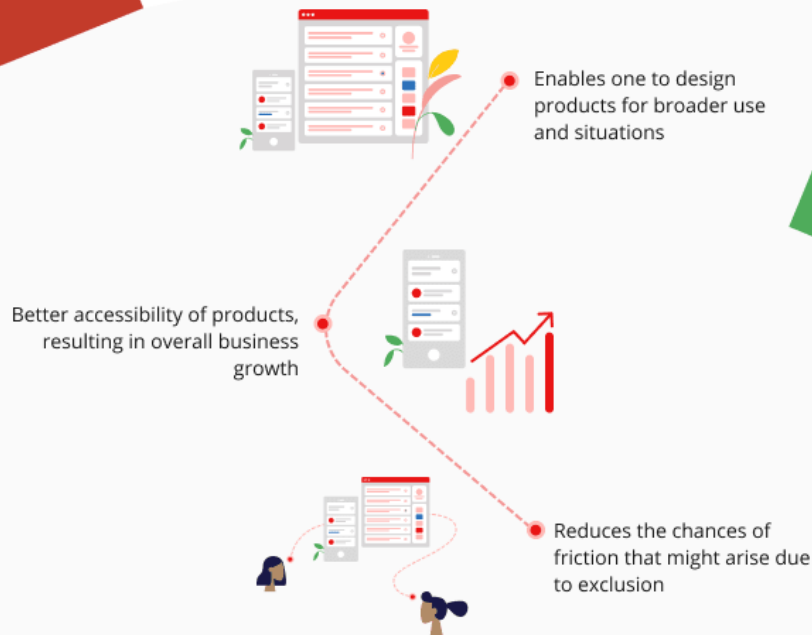 Enables one to design
products for broader use
and situations
Better accessibility of products,
resulting in overall business
growth
Reduces the chances of
friction that might arise due
to exclusion